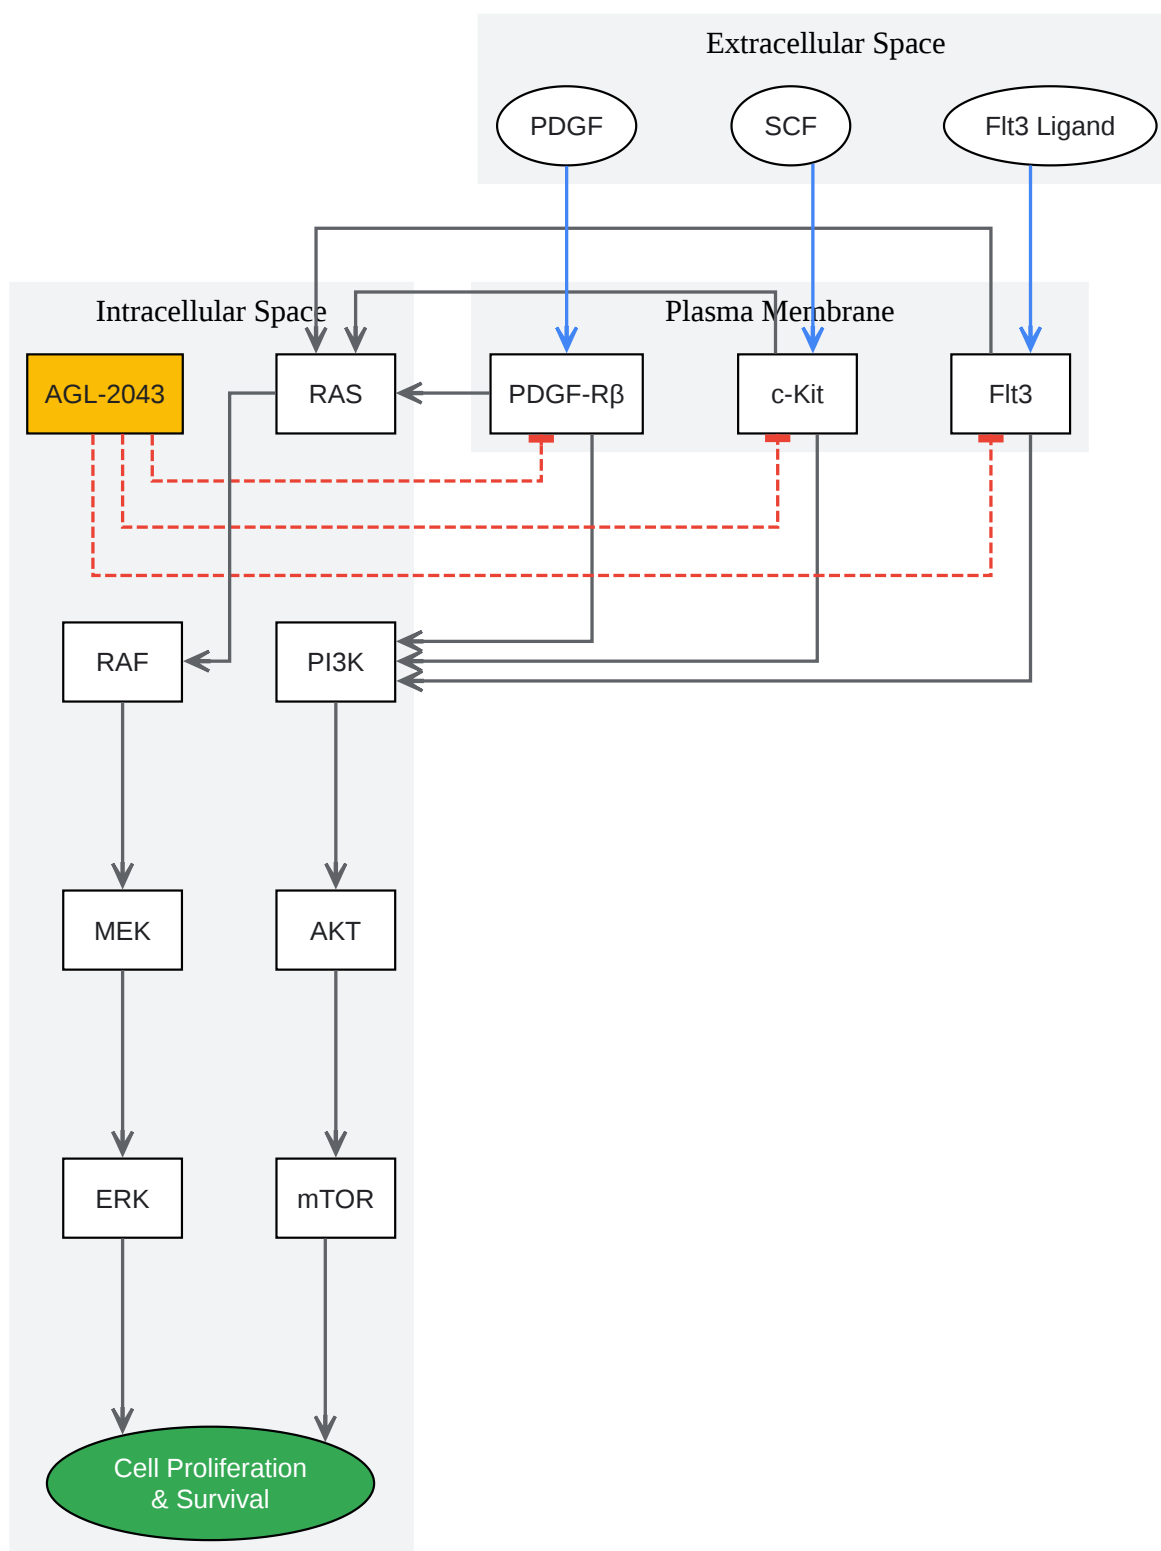 Extracellular Space
PDGF
SCF
Flt3 Ligand
Intracellular Space
Plasma Membrane
AGL-2043
RAS
PDGF-Rβ
c-Kit
Flt3
RAF
PI3K
MEK
AKT
ERK
mTOR
Cell Proliferation
& Survival